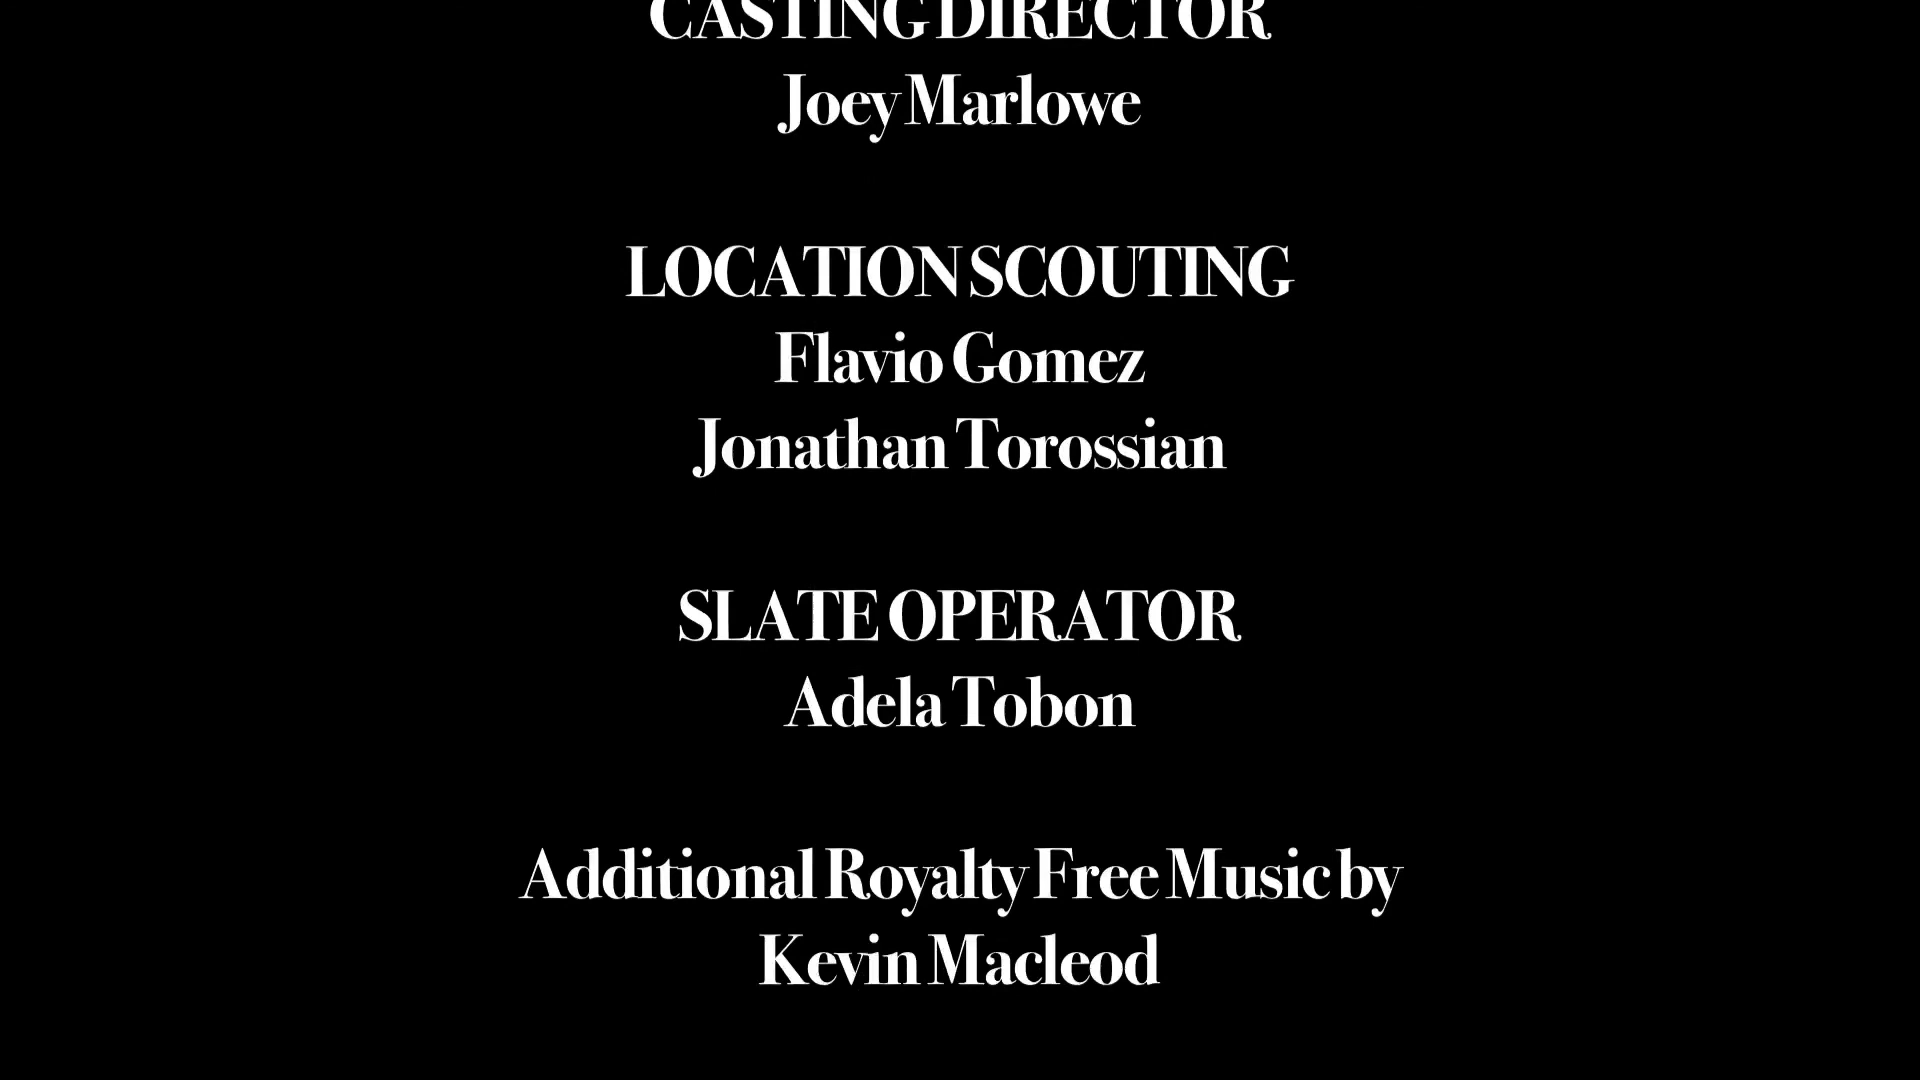 CASTING DIRECTOR
Joey Marlowe
LOCATION SCOUTING
Flavio Gomez
Jonathan Torossian
SLATE OPERATOR
Adela Tobon
Additional Royalty Free Music by
Kevin Macleod